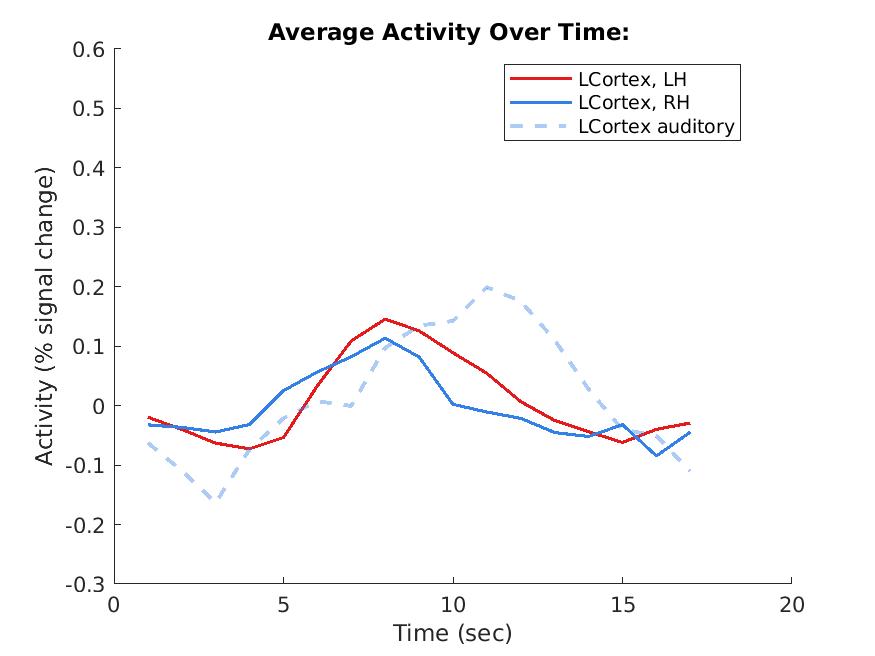 Average Activity Over Time:
LCortex, LH
LCortex, RH
LCortex auditory
Activity (% signal change)
0.6
0.5
0.4
0.3
0.2
0.1
0
-0.1
-0.2
-0.3
0 5 10 15 20
Time (sec)